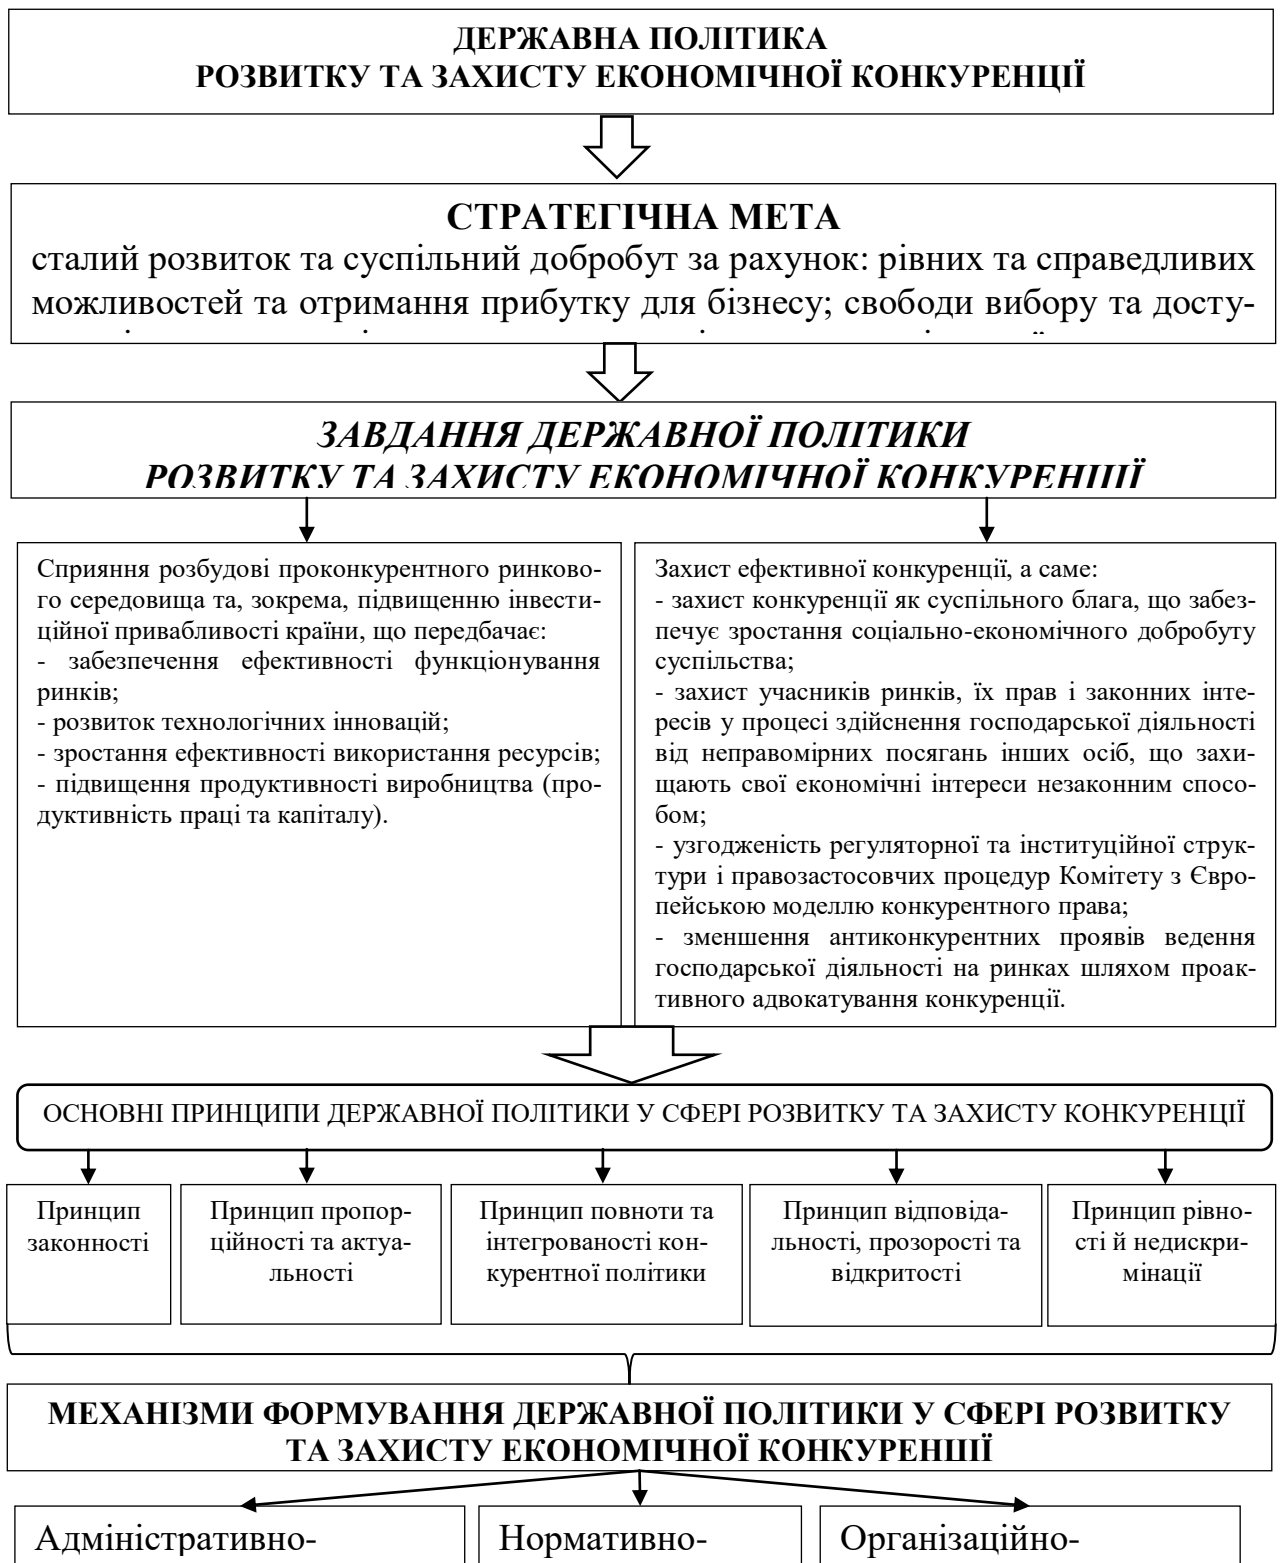 ДЕРЖАВНА ПОЛІТИКА
РОЗВИТКУ ТА ЗАХИСТУ ЕКОНОМІЧНОЇ КОНКУРЕНЦІЇ
СТРАТЕГІЧНА МЕТА
сталий розвиток та суспільний добробут за рахунок: рівних та справедливих
можливостей та отримання прибутку для бізнесу; свободи вибору та досту-
ЗАВДАННЯ ДЕРЖАВНОЇ ПОЛІТИКИ
РОЗВИТКУ ТА ЗАХИСТУ ЕКОНОМІЧНОЇ КОНКУРЕНЦІЇ
Сприяння розбудові проконкурентного ринково-
го середовища та, зокрема, підвищенню інвести-
ційної привабливості країни, що передбачає:
- забезпечення ефективності функціонування
ринків;
- розвиток технологічних інновацій;
- зростання ефективності використання ресурсів;
- підвищення продуктивності виробництва (про-
дуктивність праці та капіталу).
Захист ефективної конкуренції, а саме:
- захист конкуренції як суспільного блага, що забез-
печує зростання соціально-економічного добробуту
суспільства;
- захист учасників ринків, їх прав і законних інте-
ресів у процесі здійснення господарської діяльності
від неправомірних посягань інших осіб, що захи-
щають свої економічні інтереси незаконним спосо-
бом;
- узгодженість регуляторної та інституційної струк-
тури і правозастосовчих процедур Комітету з Євро-
пейською моделлю конкурентного права;
- зменшення антиконкурентних проявів ведення
господарської діяльності на ринках шляхом проак-
тивного адвокатування конкуренції.
ОСНОВНІ ПРИНЦИПИ ДЕРЖАВНОЇ ПОЛІТИКИ У СФЕРІ РОЗВИТКУ ТА ЗАХИСТУ КОНКУРЕНЦІЇ
Принцип
законності
Принцип пропор-
ційності та актуа-
льності
Принцип повноти та
інтегрованості кон-
курентної політики
Принцип відповіда-
льності, прозорості та
відкритості
Принцип рівно-
сті й недискри-
мінації
МЕХАНІЗМИ ФОРМУВАННЯ ДЕРЖАВНОЇ ПОЛІТИКИ У СФЕРІ РОЗВИТКУ
ТА ЗАХИСТУ ЕКОНОМІЧНОЇ КОНКУРЕНЦІЇ
Адміністративно-
Нормативно-
Організаційно-